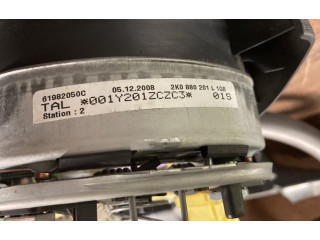 61982050C 05.12.2008 2K0 880 201 L 1QB
TAL *001Y201ZCZC3* 01S
Station : 2